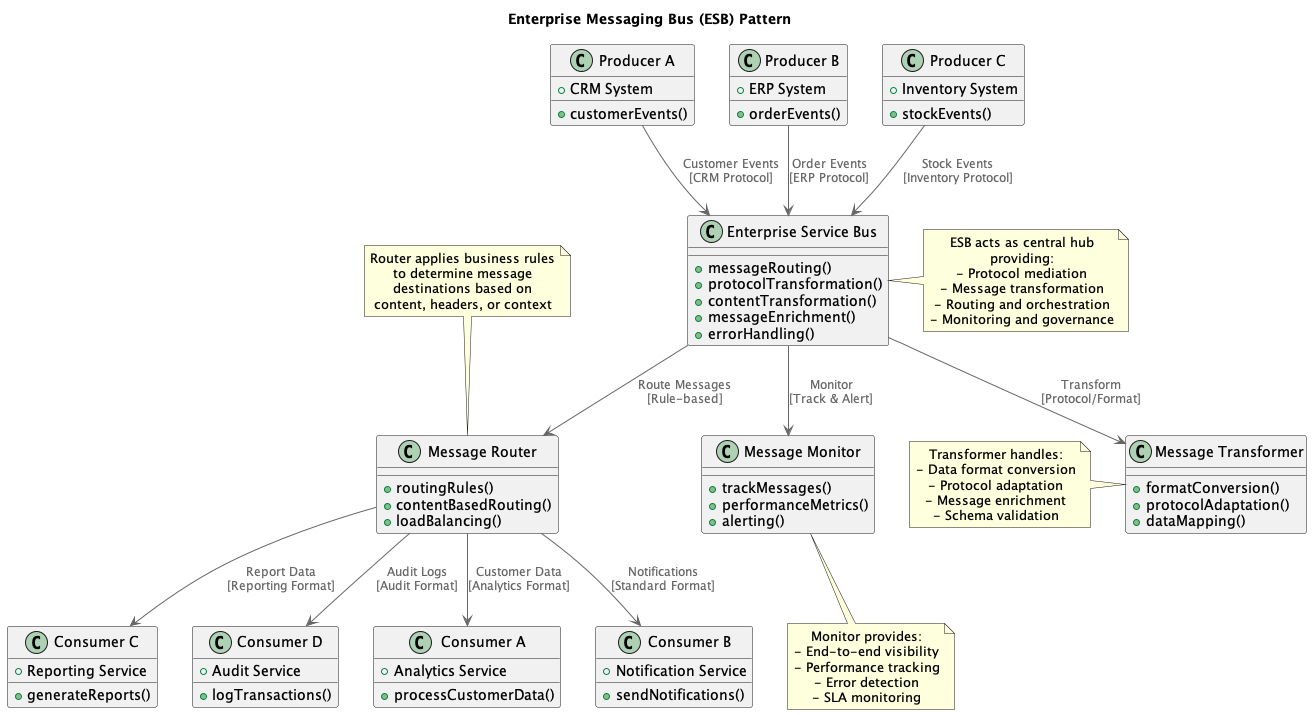 Enterprise Messaging Bus (ESB) Pattern
C Producer A
CRM System
customerEvents()
C Producer B
ERP System
orderEvents()
C Producer C
Inventory System
stockEvents()
Customer Events
[CRM Protocol]
Order Events
[ERP Protocol]
Stock Events
[Inventory Protocol]
C Enterprise Service Bus
messageRouting()
protocolTransformation()
contentTransformation()
messageEnrichment()
errorHandling()
ESB acts as central hub
providing:
- Protocol mediation
- Message transformation
- Routing and orchestration
- Monitoring and governance
Router applies business rules
to determine message
destinations based on
content, headers, or context
Route Messages
[Rule-based]
Monitor
[Track & Alert]
Transform
[Protocol/Format]
C Message Router
routingRules()
contentBasedRouting()
loadBalancing()
C Message Monitor
trackMessages()
performanceMetrics()
alerting()
Transformer handles:
- Data format conversion
- Protocol adaptation
- Message enrichment
- Schema validation
C Message Transformer
formatConversion()
protocolAdaptation()
dataMapping()
Report Data
[Reporting Format]
Audit Logs
[Audit Format]
Customer Data
[Analytics Format]
Notifications
[Standard Format]
C Consumer C
Reporting Service
generateReports()
C Consumer D
Audit Service
logTransactions()
C Consumer A
Analytics Service
processCustomerData()
C Consumer B
Notification Service
sendNotifications()
Monitor provides:
- End-to-end visibility
- Performance tracking
- Error detection
- SLA monitoring